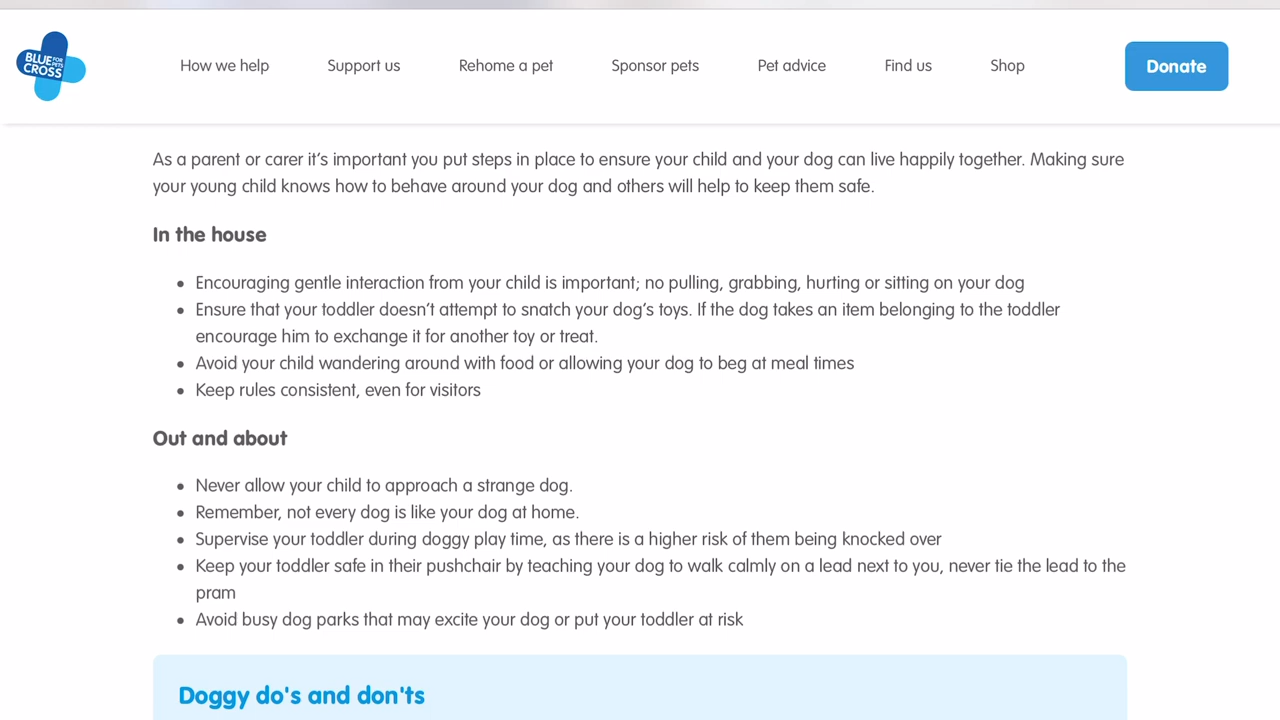 BLUE FOR PETS CROSS
How we help
Support us
Rehome a pet
Sponsor pets
Pet advice
Find us
Shop
Donate
As a parent or carer it's important you put steps in place to ensure your child and your dog can live happily together. Making sure
your young child knows how to behave around your dog and others will help to keep them safe.
In the house
• Encouraging gentle interaction from your child is important; no pulling, grabbing, hurting or sitting on your dog
• Ensure that your toddler doesn't attempt to snatch your dog's toys. If the dog takes an item belonging to the toddler
encourage him to exchange it for another toy or treat.
• Avoid your child wandering around with food or allowing your dog to beg at meal times
• Keep rules consistent, even for visitors
Out and about
• Never allow your child to approach a strange dog.
• Remember, not every dog is like your dog at home.
• Supervise your toddler during doggy play time, as there is a higher risk of them being knocked over
• Keep your toddler safe in their pushchair by teaching your dog to walk calmly on a lead next to you, never tie the lead to the
pram
• Avoid busy dog parks that may excite your dog or put your toddler at risk
Doggy do's and don'ts